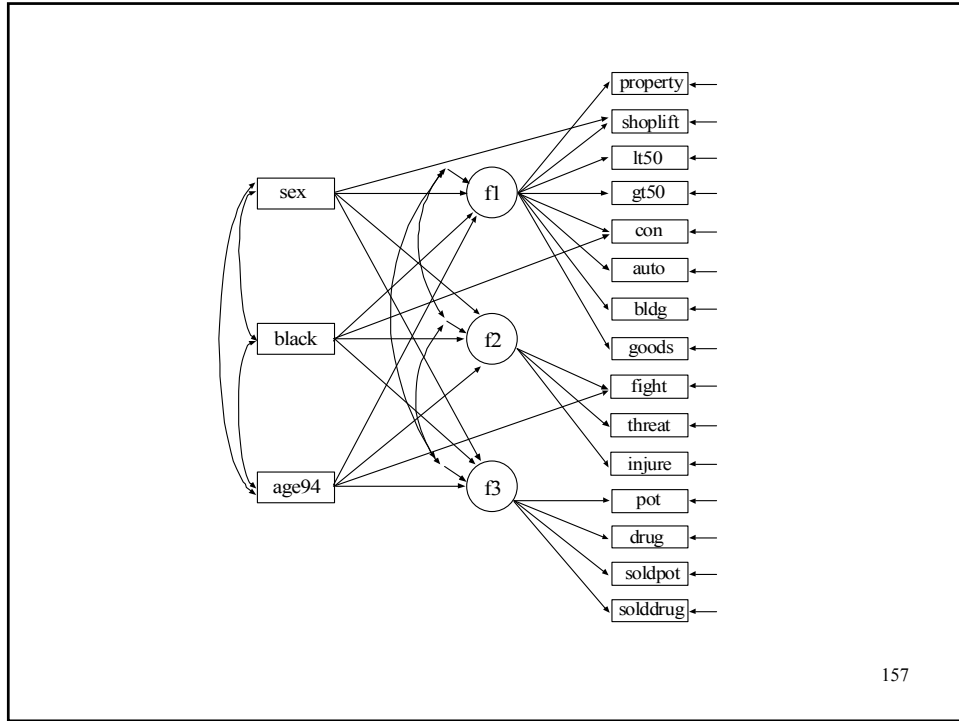 sex
black
age94
f1
f2
f3
property
shoplift
lt50
gt50
con
auto
bldg
goods
fight
threat
injure
pot
drug
soldpot
solddrug
157